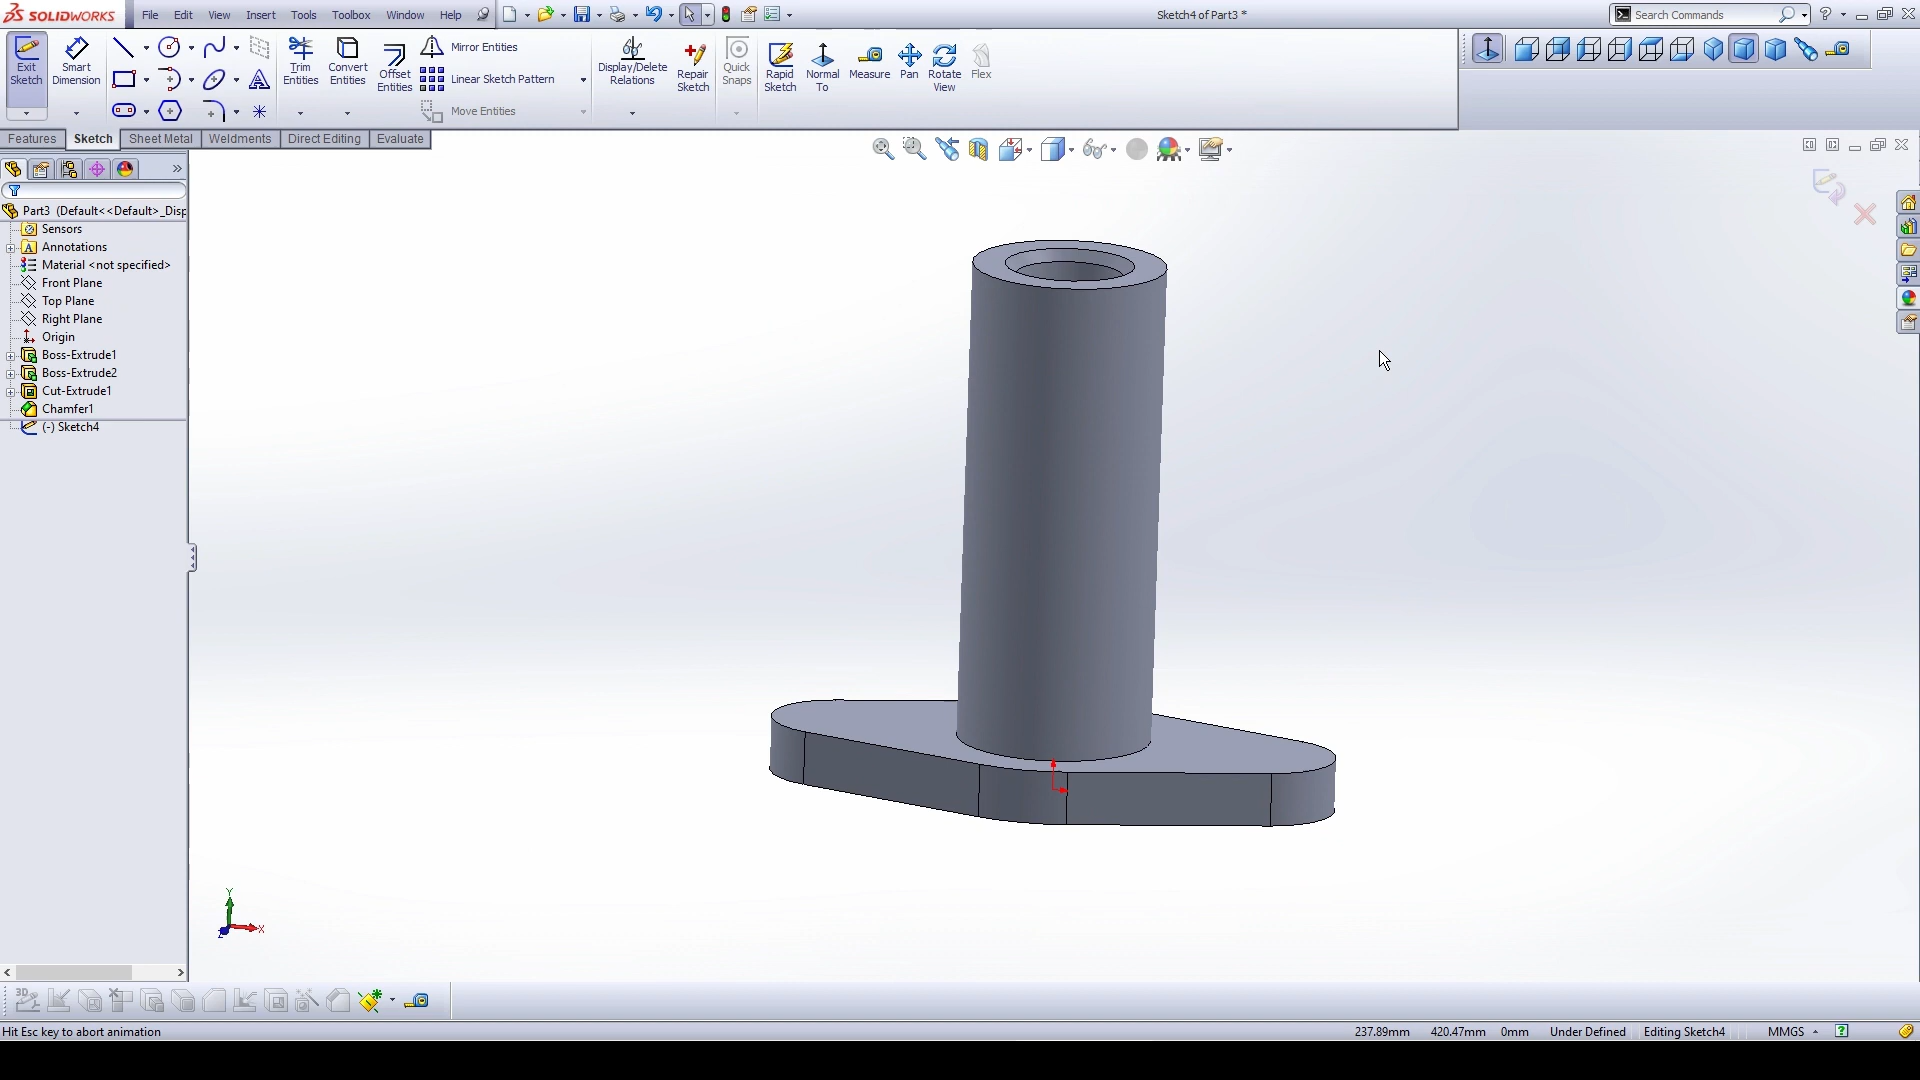 SOLIDWORKS File Edit View Insert Tools Toolbox Window Help Sketch4 of Part3 * Search Commands ?
Exit Sketch
Smart Dimension
Trim Entities
Convert Entities
Offset Entities
Mirror Entities
Linear Sketch Pattern
Move Entities
Display/Delete Relations
Repair Sketch
Quick Snaps
Rapid Sketch
Normal To
Measure
Pan
Rotate View
Flex
Features Sketch Sheet Metal Weldments Direct Editing Evaluate
Part3 (Default<<Default>_Disp
Sensors
Annotations
Material <not specified>
Front Plane
Top Plane
Right Plane
Origin
Boss-Extrude1
Boss-Extrude2
Cut-Extrude1
Chamfer1
(-) Sketch4
Y
X
Z
3D
Hit Esc key to abort animation 237.89mm 420.47mm 0mm Under Defined Editing Sketch4 MMGS ?